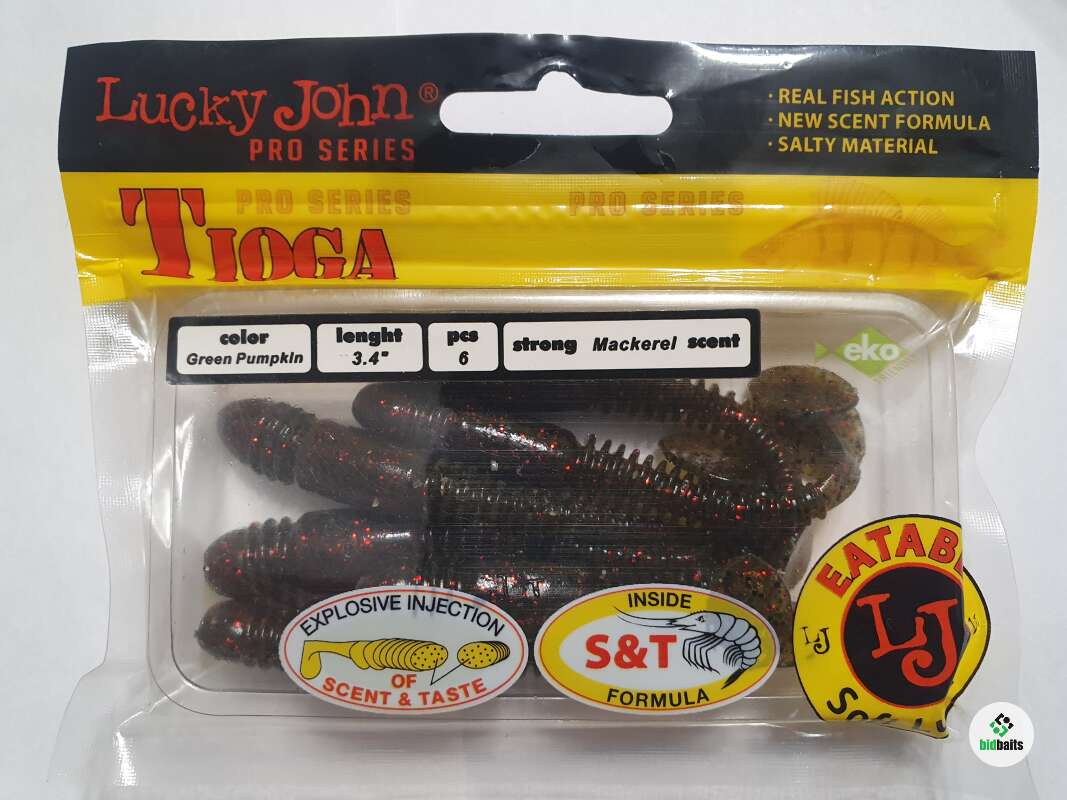 Lucky John®
PRO SERIES
· REAL FISH ACTION
· NEW SCENT FORMULA
· SALTY MATERIAL
PRO SERIES
PRO SERIES
TIOGA
color
Green Pumpkin
lenght
3.4"
pcs
6
strong Mackerel scent
eko
EXPLOSIVE INJECTION
OF
SCENT & TASTE
INSIDE
S&T
FORMULA
EATAB
LJ
LJ
bidbaits